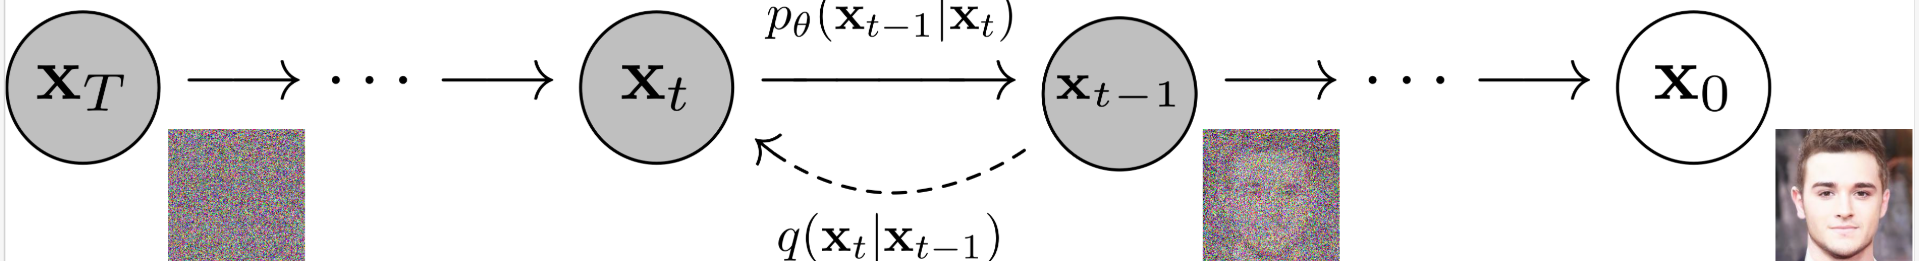 p_θ(x_{t−1}|x_t)
x_T → ⋯ → x_t → x_{t−1} → ⋯ → x_0
q(x_t|x_{t−1})